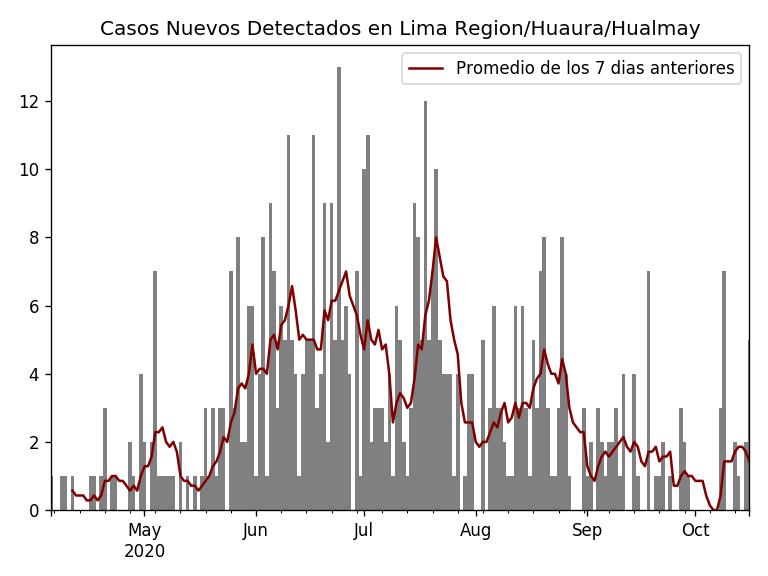 Casos Nuevos Detectados en Lima Region/Huaura/Hualmay
Promedio de los 7 dias anteriores
12
10
8
6
4
2
0
May Jun Jul Aug Sep Oct
2020